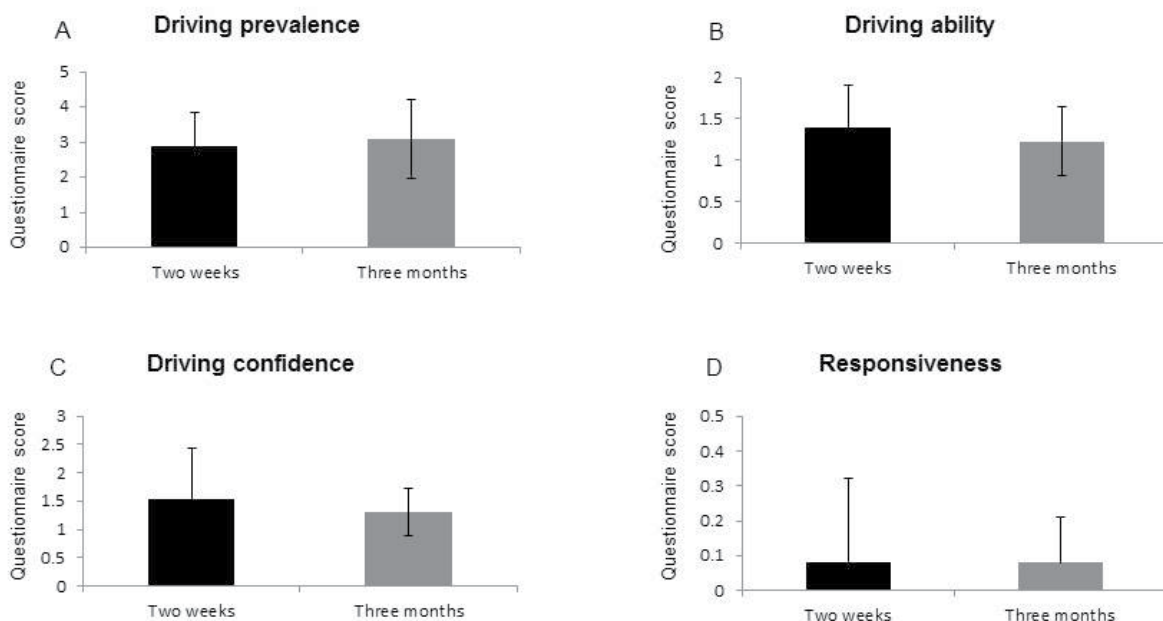 A
Driving prevalence
Questionnaire score
5
4
3
2
1
0
Two weeks
Three months
B
Driving ability
Questionnaire score
2
1.5
1
0.5
0
Two weeks
Three months
C
Driving confidence
Questionnaire score
3
2.5
2
1.5
1
0.5
0
Two weeks
Three months
D
Responsiveness
Questionnaire score
0.5
0.4
0.3
0.2
0.1
0
Two weeks
Three months